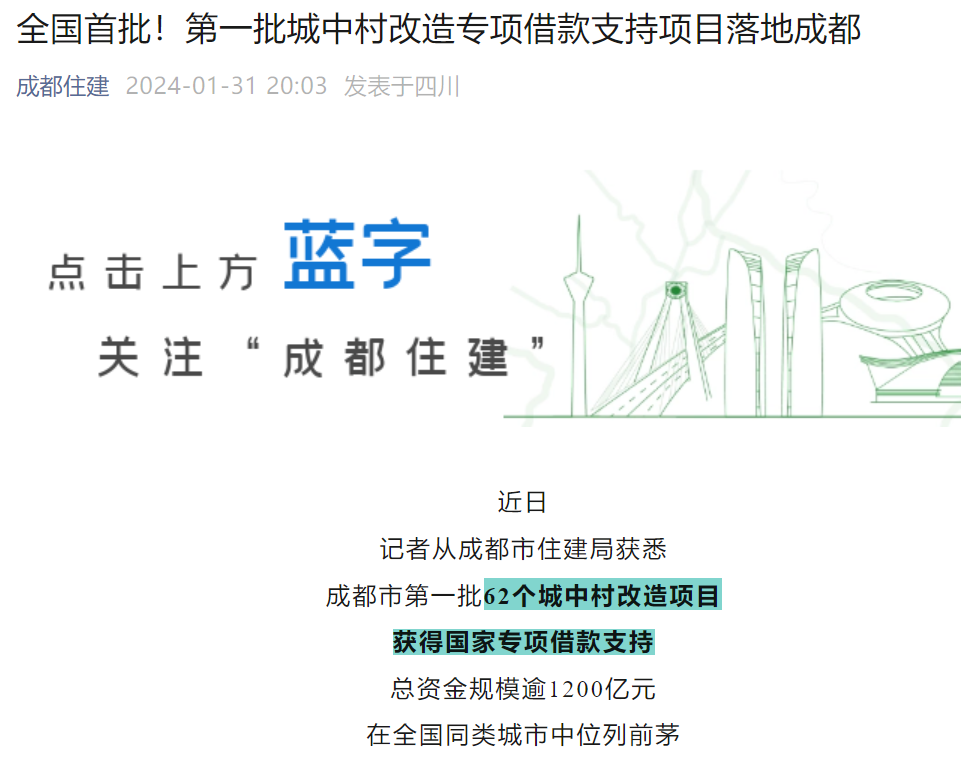 全国首批！第一批城中村改造专项借款支持项目落地成都
成都住建 2024-01-31 20:03 发表于四川
点击上方 蓝字
关注“成都住建”
近日
记者从成都市住建局获悉
成都市第一批62个城中村改造项目
获得国家专项借款支持
总资金规模逾1200亿元
在全国同类城市中位列前茅